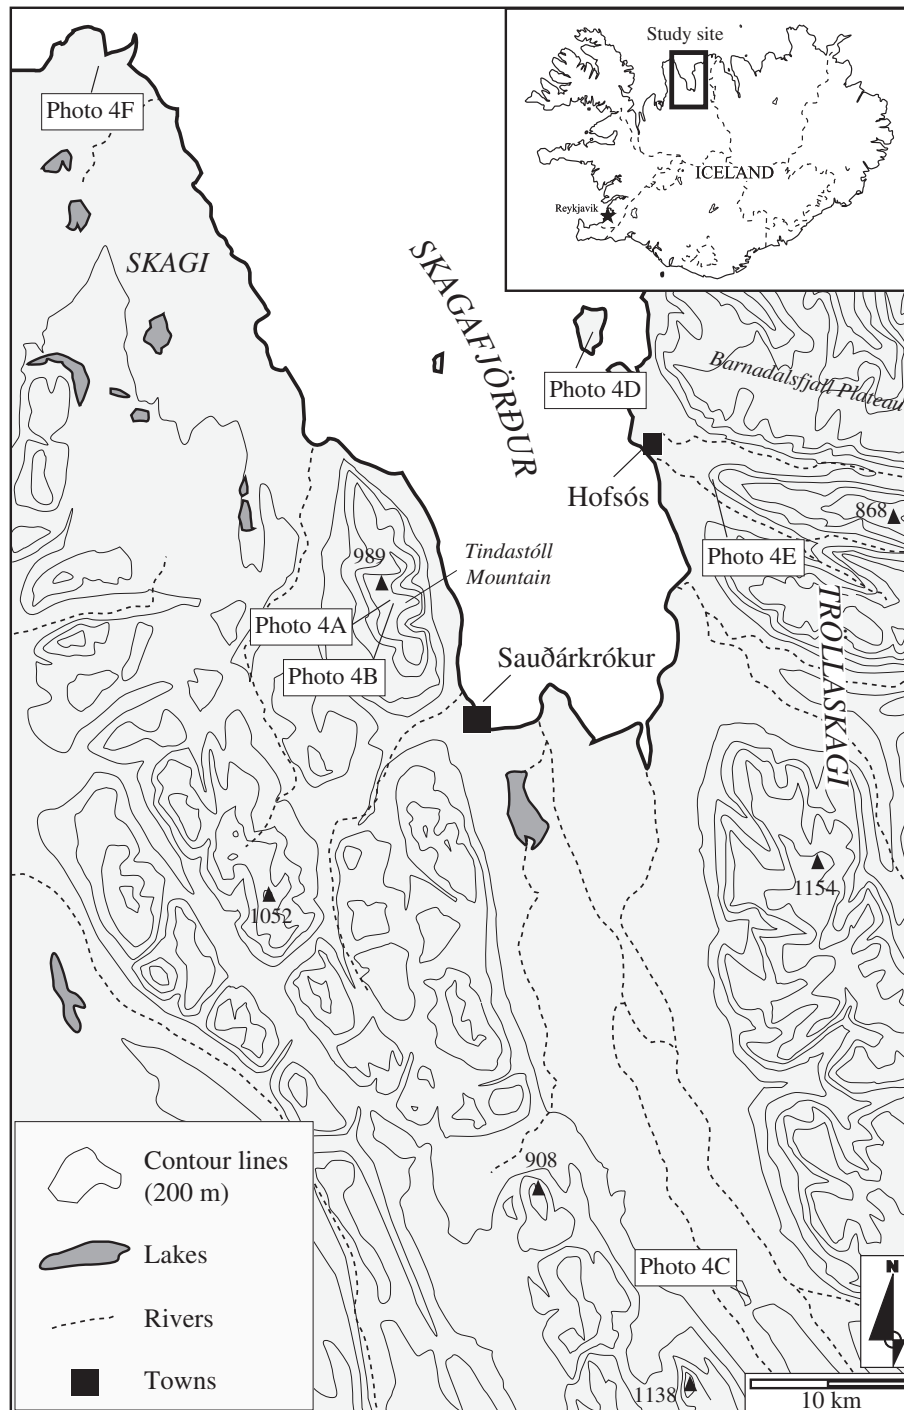 Study site
ICELAND
Reykjavik
Photo 4F
SKAGI
SKAGAFJÖRÐUR
Photo 4D
Barnadalsfjall Plateau
Hofsós
868
Photo 4E
989
Tindastóll
Mountain
Photo 4A
Photo 4B
Sauðárkrókur
TROLLASKAGI
1154
1052
908
Photo 4C
1138
Contour lines
(200 m)
Lakes
Rivers
Towns
N
10 km